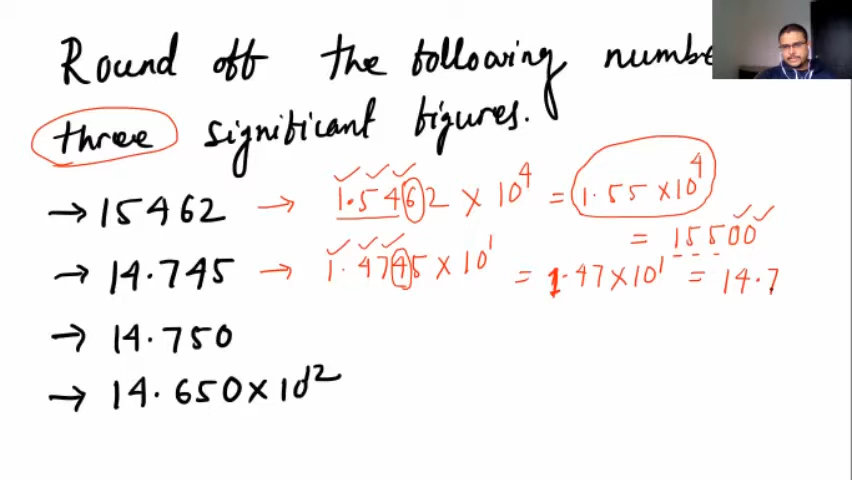 Round off the following numbe
three significant figures.
→ 15462 → 1.5462 × 10⁴ = 1.55 × 10⁴
= 15500
→ 14.745 → 1.4745 × 10¹ = 1.47 × 10¹ = 14.7
→ 14.750
→ 14.650 × 10²